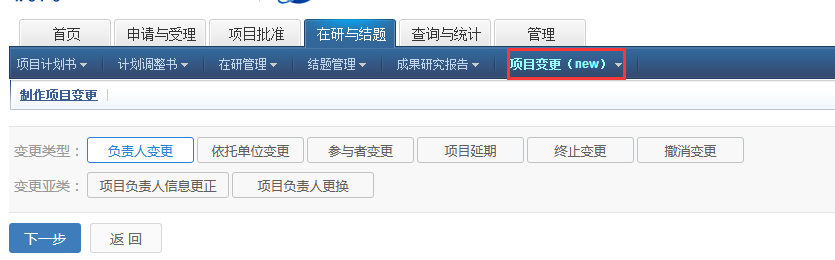 首页 申请与受理 项目批准 在研与结题 查询与统计 管理
项目计划书 计划调整书 在研管理 结题管理 成果研究报告 项目变更（new）
制作项目变更
变更类型： 负责人变更 依托单位变更 参与者变更 项目延期 终止变更 撤消变更
变更亚类： 项目负责人信息更正 项目负责人更换
下一步 返 回